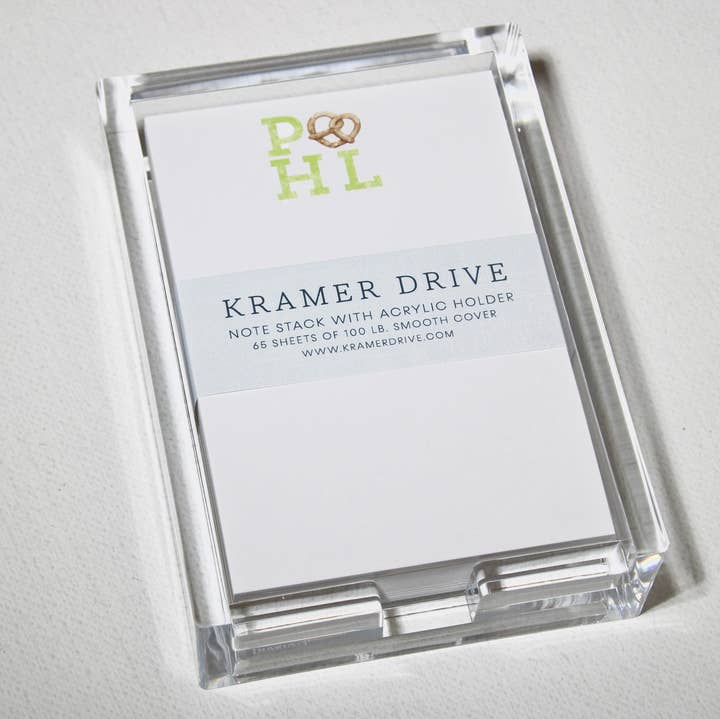 P
HL
KRAMER DRIVE
NOTE STACK WITH ACRYLIC HOLDER
65 SHEETS OF 100 LB. SMOOTH COVER
WWW.KRAMERDRIVE.COM